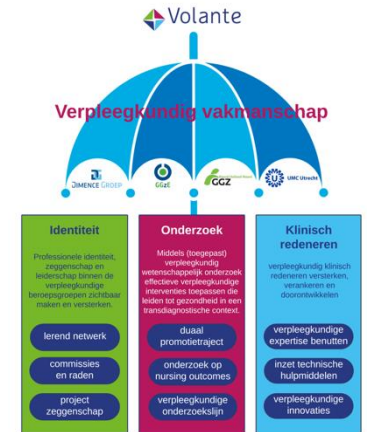 Volante
Verpleegkundig vakmanschap
DIMENCE GROEP
GGzE
GGZ
UMC Utrecht
Identiteit
Professionele identiteit,
zeggenschap en
leiderschap binnen de
verpleegkundige
beroepsgroepen zichtbaar
maken en versterken.
lerend netwerk
commissies
en raden
project
zeggenschap
Onderzoek
Middels (toegepast)
verpleegkundig
wetenschappelijk onderzoek
effectieve verpleegkundige
interventies toepassen die
leiden tot gezondheid in een
transdiagnostische context.
duaal
promotietraject
onderzoek op
nursing outcomes
verpleegkundige
onderzoekslijn
Klinisch
redeneren
verpleegkundig klinisch
redeneren versterken,
verankeren en
doorontwikkelen
verpleegkundige
expertise benutten
inzet technische
hulpmiddelen
verpleegkundige
innovaties